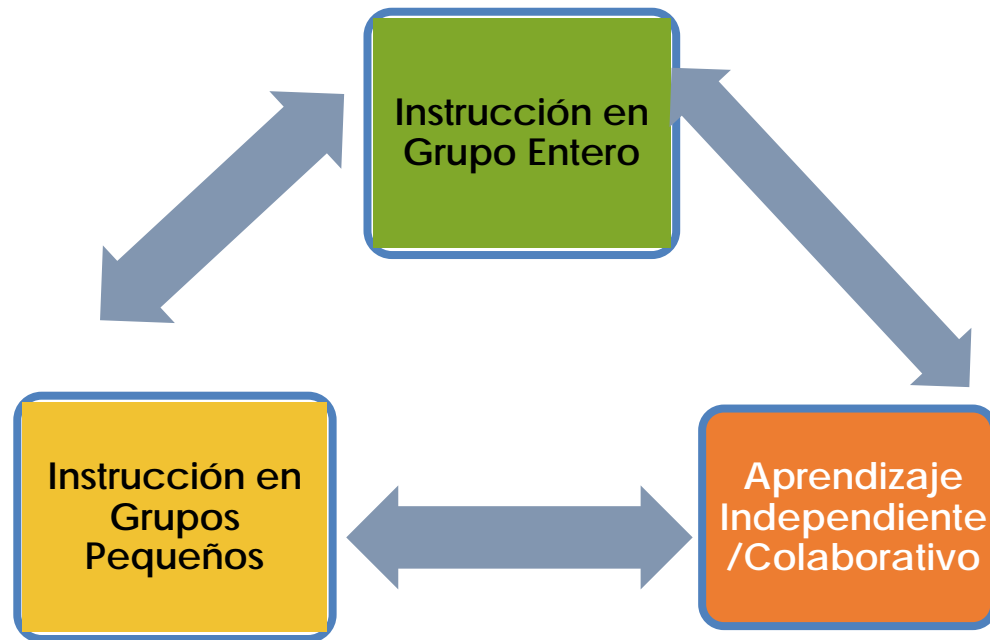 Instrucción en
Grupo Entero
Instrucción en
Grupos
Pequeños
Aprendizaje
Independiente
/Colaborativo